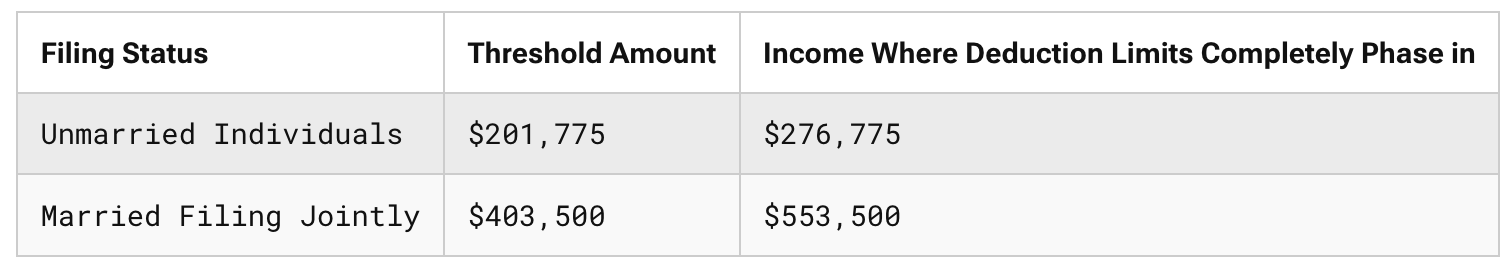 Filing Status Threshold Amount Income Where Deduction Limits Completely Phase in
Unmarried Individuals $201,775 $276,775
Married Filing Jointly $403,500 $553,500